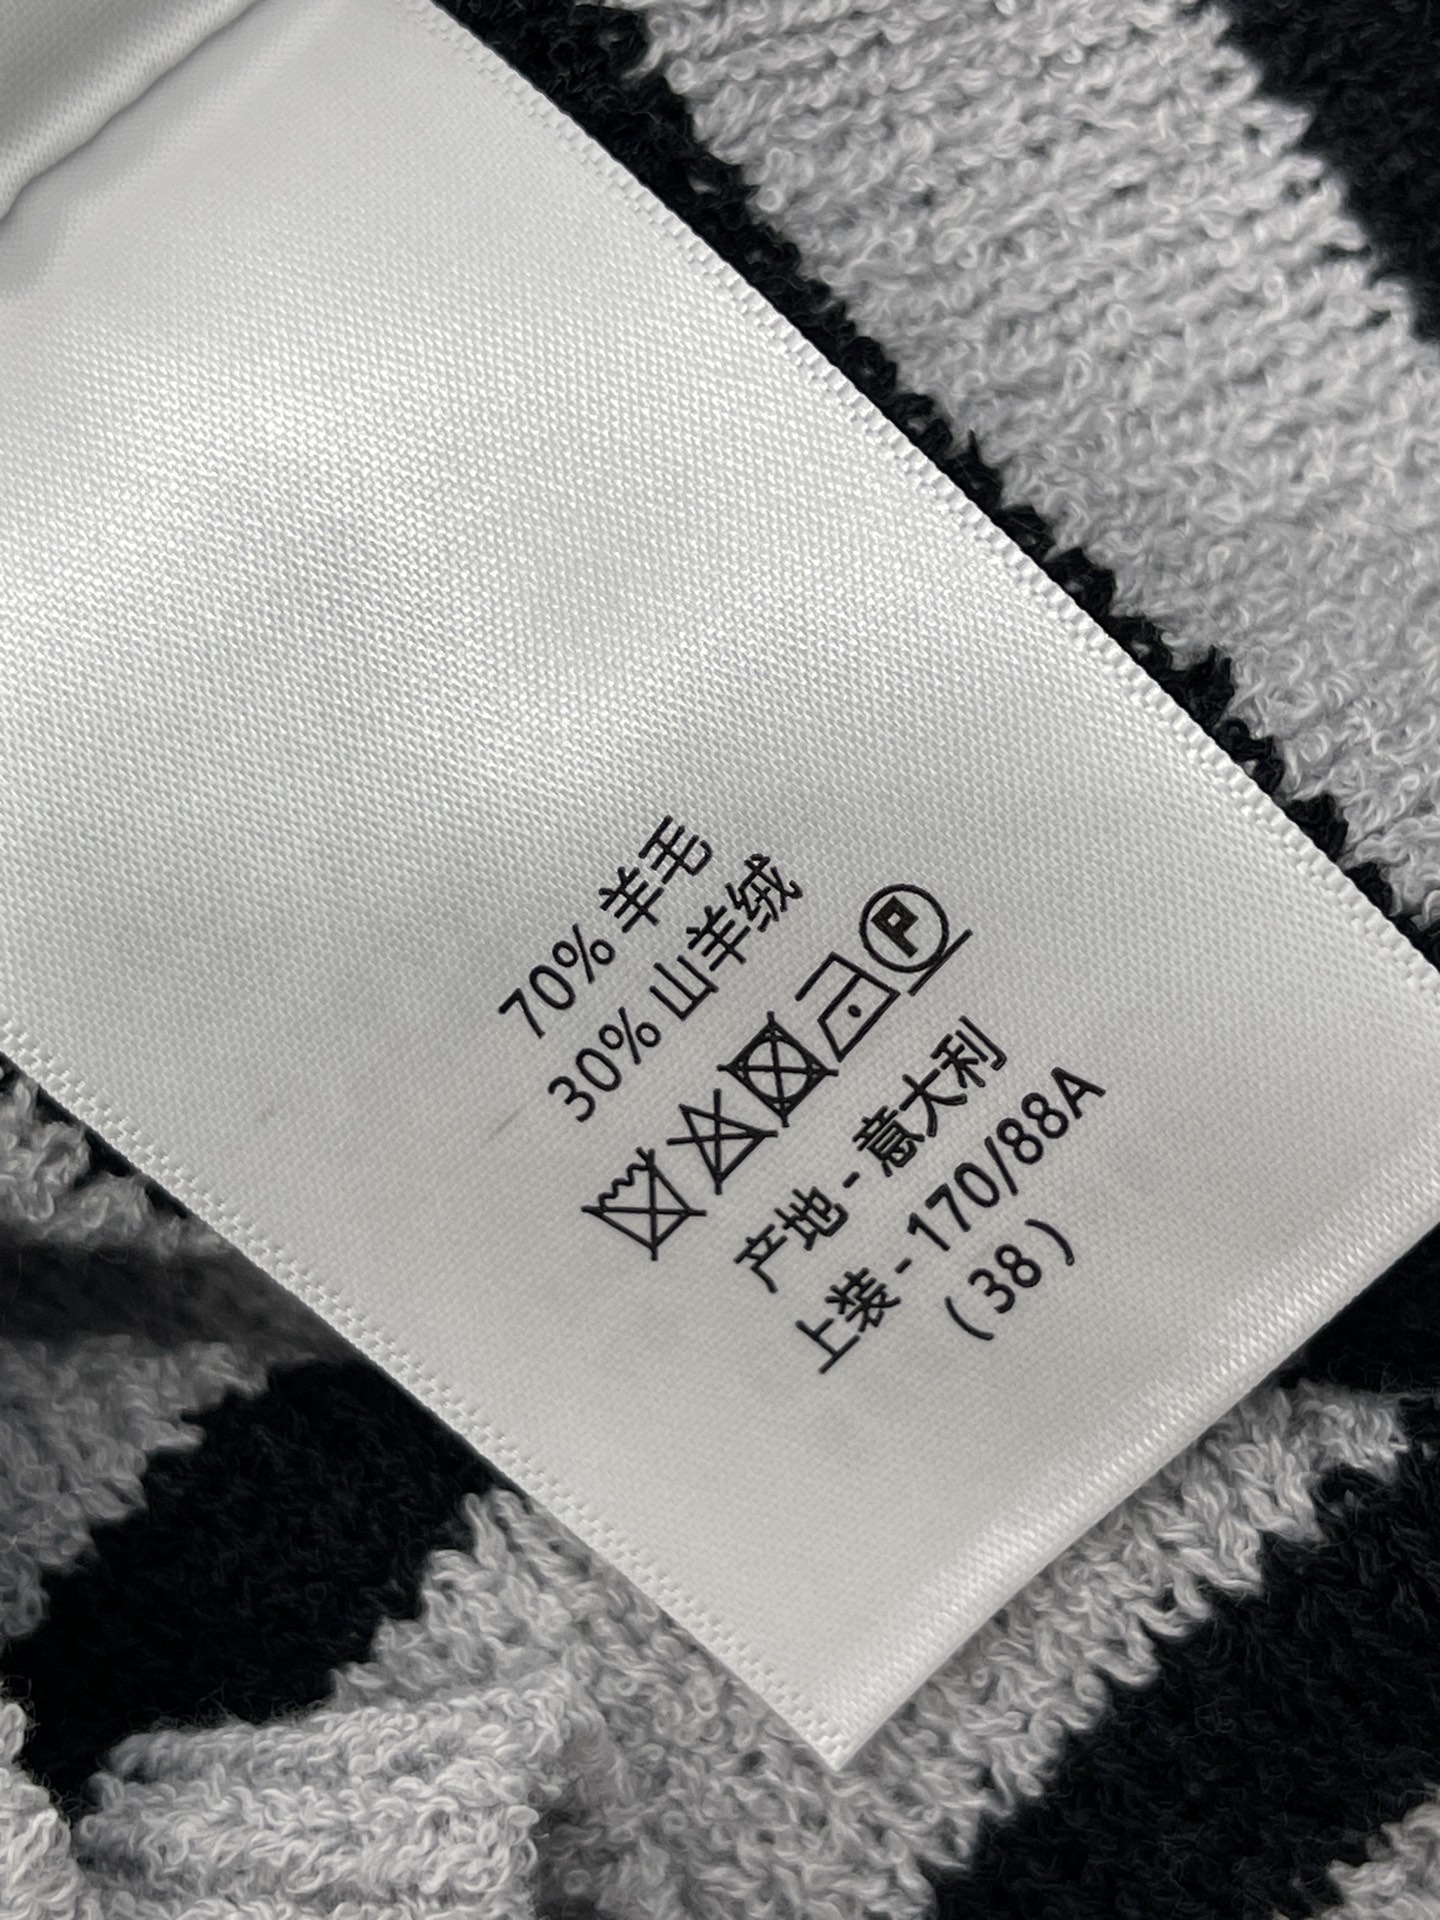 70% 羊毛
30% 山羊绒
P
产地 - 意大利
上装 - 170/88A
( 38 )